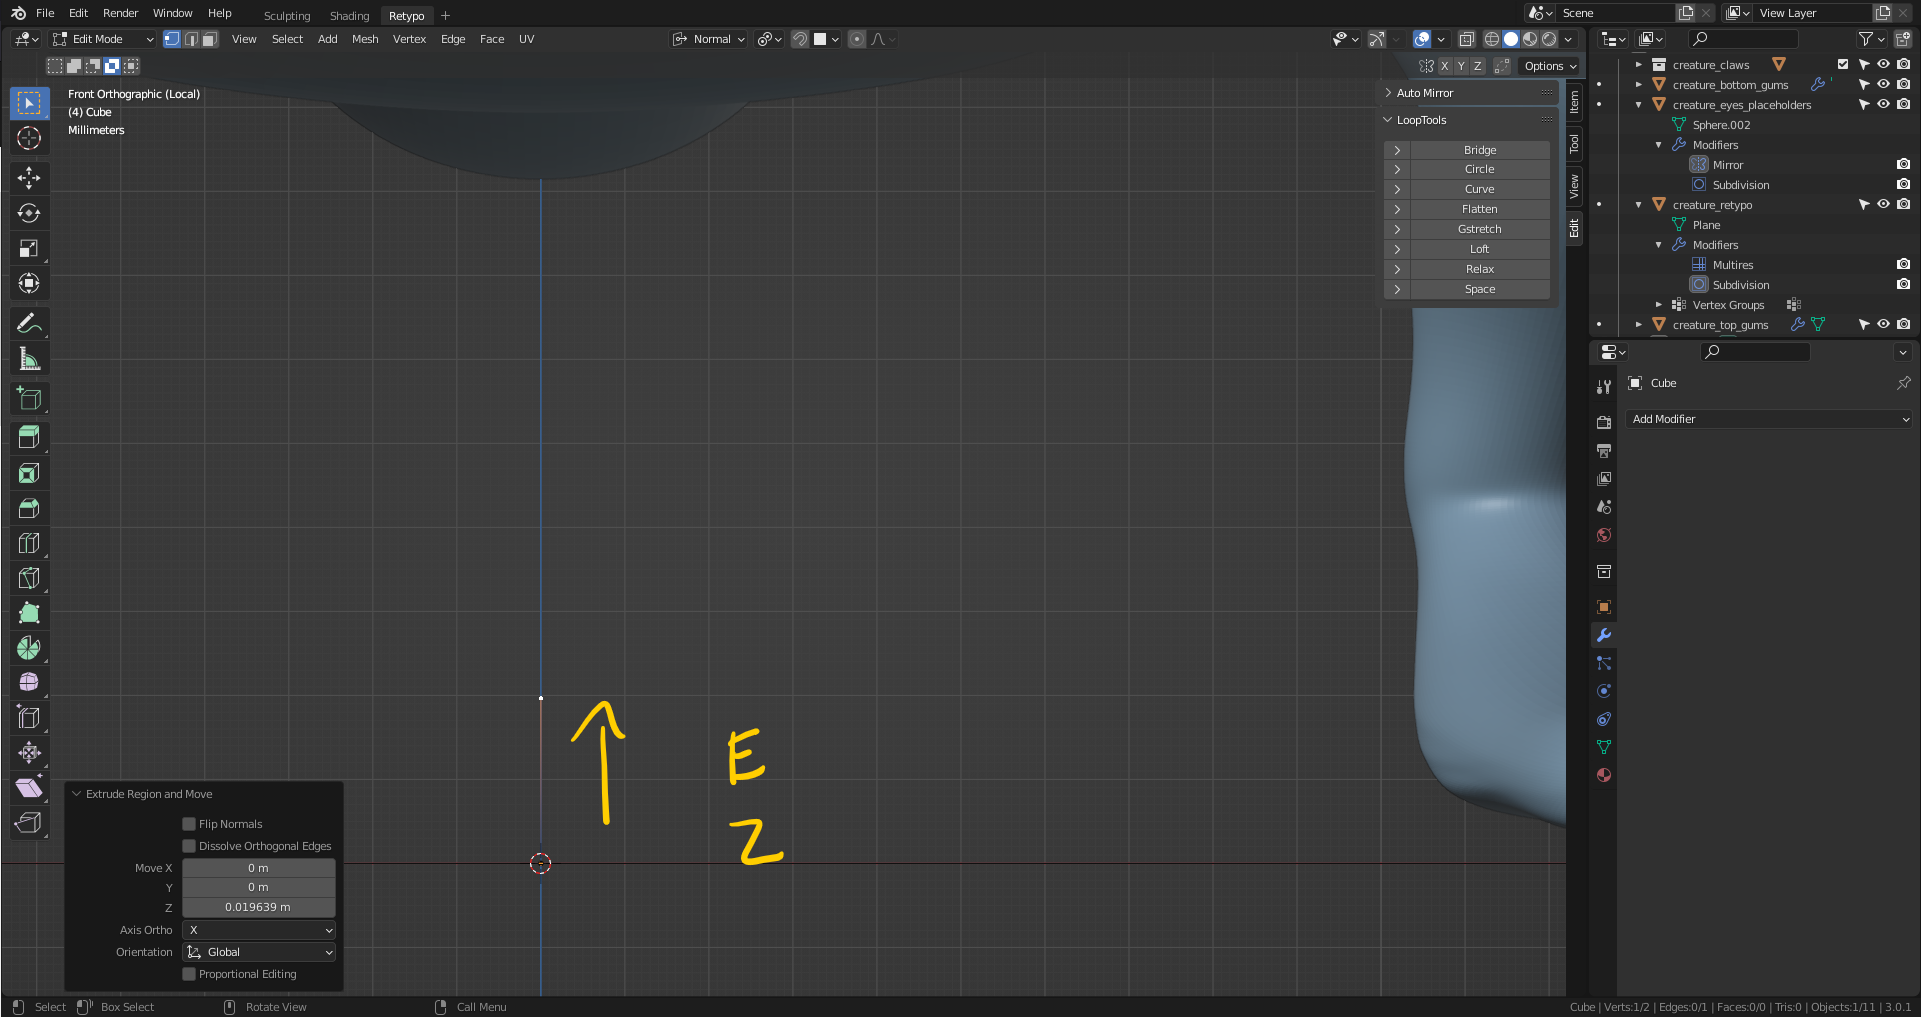 File Edit Render Window Help Sculpting Shading Retypo + Scene View Layer
Edit Mode View Select Add Mesh Vertex Edge Face UV Normal
X Y Z Options
Front Orthographic (Local)
(4) Cube
Millimeters
Auto Mirror
LoopTools
Bridge
Circle
Curve
Flatten
Gstretch
Loft
Relax
Space
Item
Tool
View
Edit
creature_claws
creature_bottom_gums
creature_eyes_placeholders
Sphere.002
Modifiers
Mirror
Subdivision
creature_retypo
Plane
Modifiers
Multires
Subdivision
Vertex Groups
creature_top_gums
Cube
Add Modifier
E
Z
Extrude Region and Move
Flip Normals
Dissolve Orthogonal Edges
Move X 0 m
Y 0 m
Z 0.019639 m
Axis Ortho X
Orientation Global
Proportional Editing
Select Box Select Rotate View Call Menu Cube | Verts:1/2 | Edges:0/1 | Faces:0/0 | Tris:0 | Objects:1/11 | 3.0.1